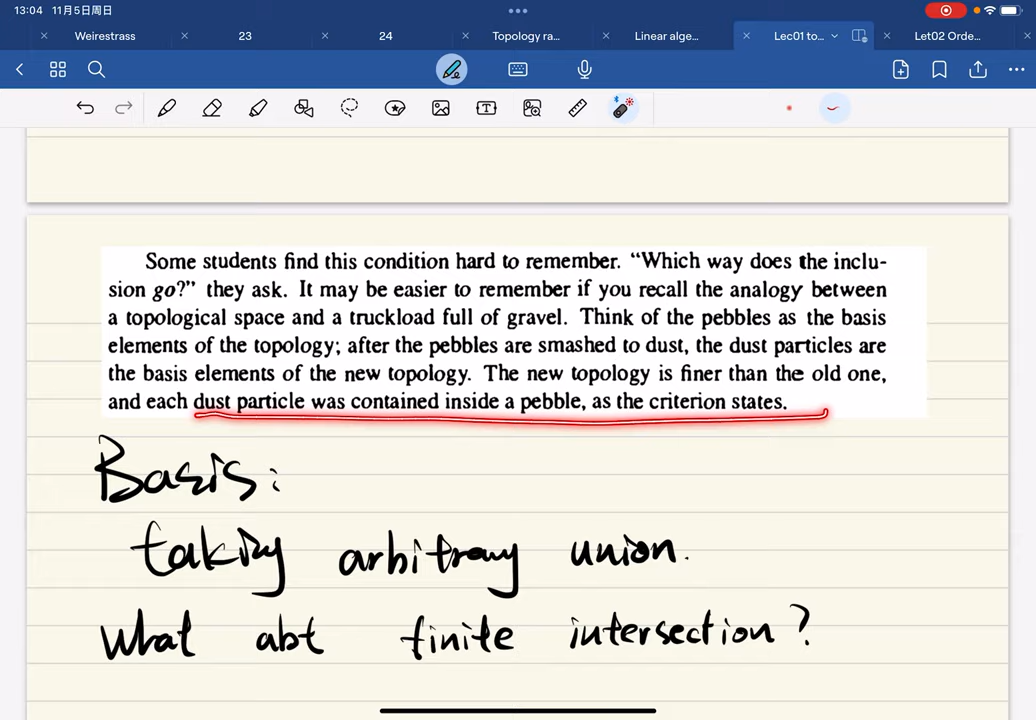 13:04 11月5日周日
Weirestrass
23
24
Topology ra...
Linear alge...
Lec01 to...
Let02 Orde...
Some students find this condition hard to remember. “Which way does the inclu-
sion go?” they ask. It may be easier to remember if you recall the analogy between
a topological space and a truckload full of gravel. Think of the pebbles as the basis
elements of the topology; after the pebbles are smashed to dust, the dust particles are
the basis elements of the new topology. The new topology is finer than the old one,
and each dust particle was contained inside a pebble, as the criterion states.
Basis:
taking arbitrary union.
What abt finite intersection?